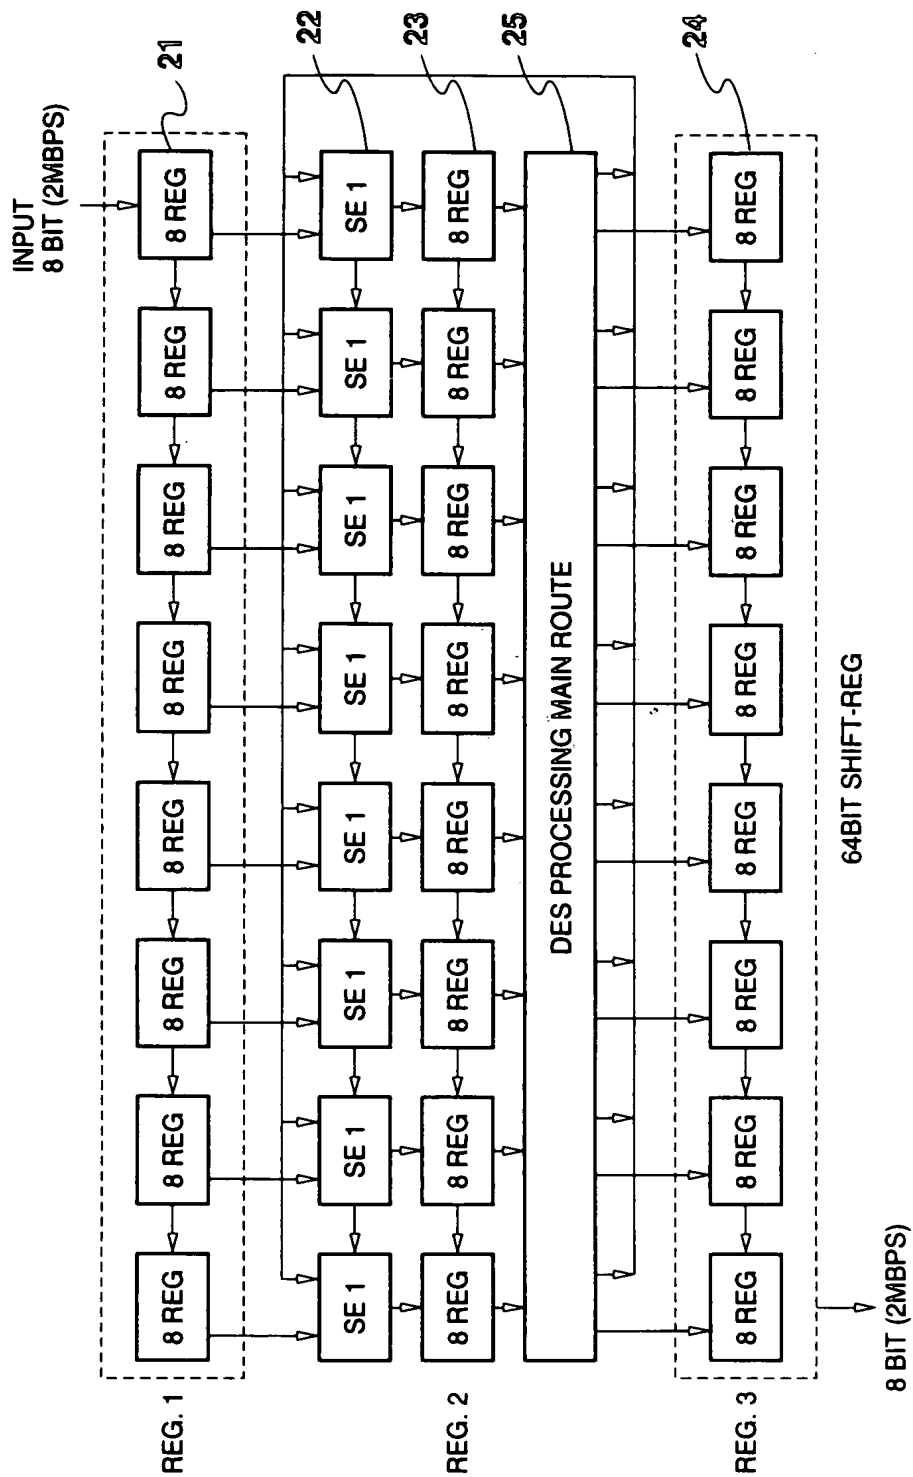 INPUT
8 BIT (2MBPS)
21
22
23
25
24
REG. 1
8 REG
8 REG
8 REG
8 REG
8 REG
8 REG
8 REG
8 REG
SE 1
SE 1
SE 1
SE 1
SE 1
SE 1
SE 1
SE 1
REG. 2
8 REG
8 REG
8 REG
8 REG
8 REG
8 REG
8 REG
8 REG
DES PROCESSING MAIN ROUTE
REG. 3
8 REG
8 REG
8 REG
8 REG
8 REG
8 REG
8 REG
8 REG
64BIT SHIFT-REG
8 BIT (2MBPS)